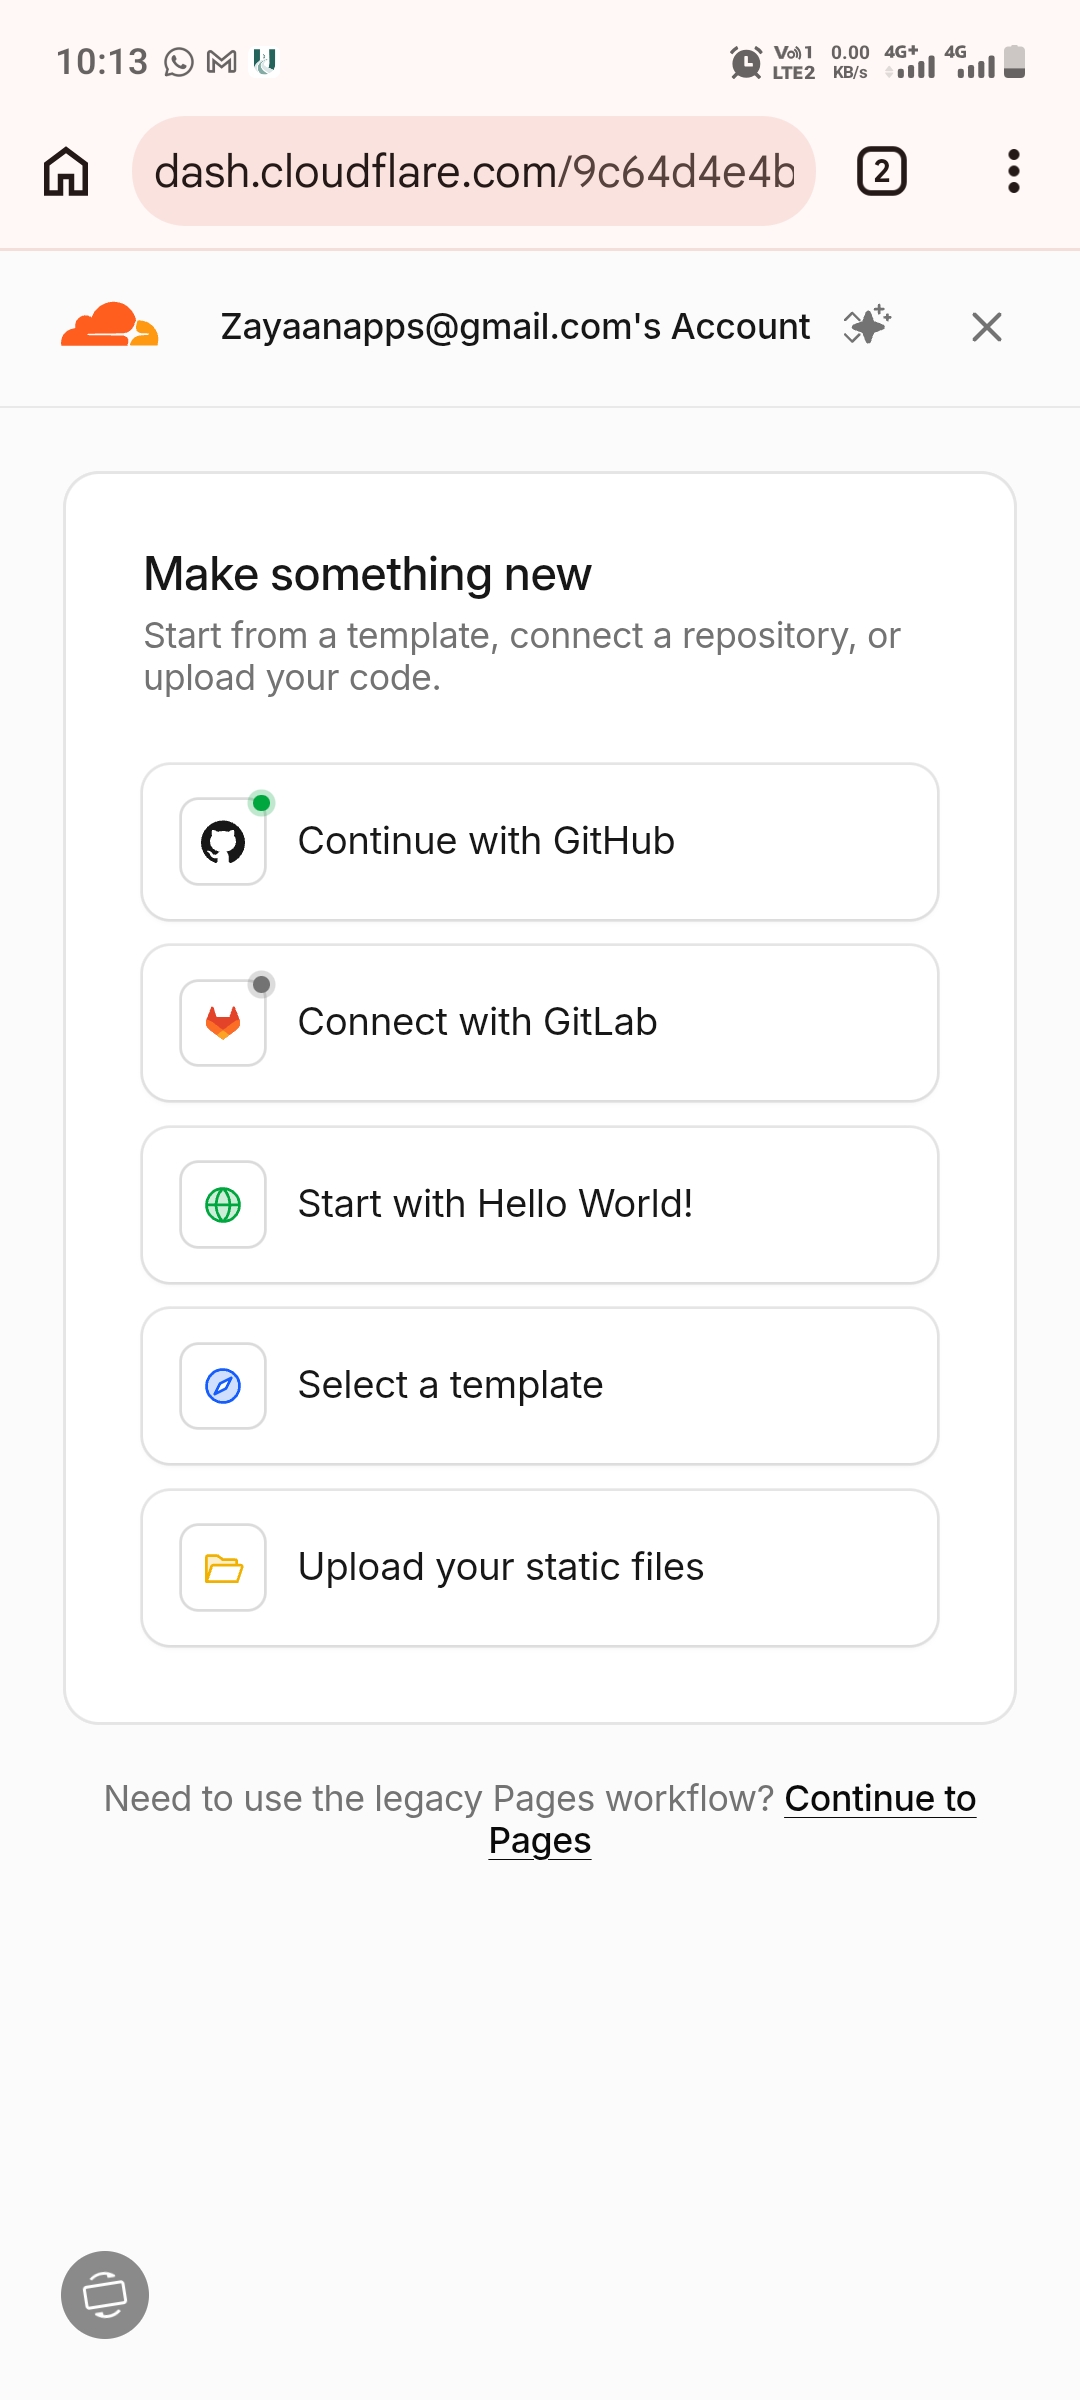 10:13
Vo)) 1
LTE2
0.00
KB/s
4G+
4G
dash.cloudflare.com/9c64d4e4b
2
Zayaanapps@gmail.com's Account
Make something new
Start from a template, connect a repository, or
upload your code.
Continue with GitHub
Connect with GitLab
Start with Hello World!
Select a template
Upload your static files
Need to use the legacy Pages workflow? Continue to
Pages